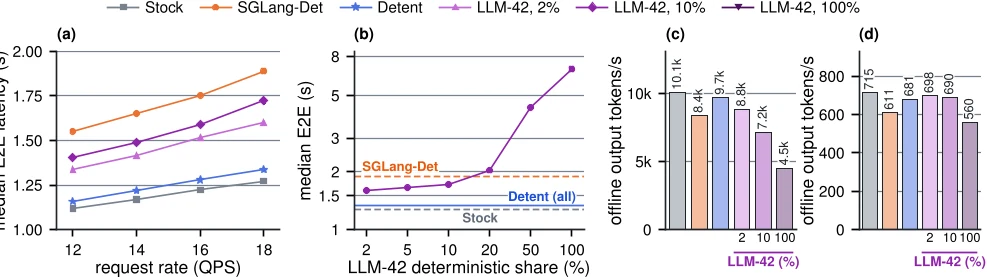 Stock SGLang-Det Detent LLM-42, 2% LLM-42, 10% LLM-42, 100%
(a)
median E2E latency (s)
2.00
1.75
1.50
1.25
1.00
12 14 16 18
request rate (QPS)
(b)
median E2E (s)
8
5
3
2
1.5
1
SGLang-Det
Detent (all)
Stock
2 5 10 20 50 100
LLM-42 deterministic share (%)
(c)
offline output tokens/s
10k
5k
0
10.1k
8.4k
9.7k
8.8k
7.2k
4.5k
2 10 100
LLM-42 (%)
(d)
offline output tokens/s
800
600
400
200
0
715
611
681
698
690
560
2 10 100
LLM-42 (%)